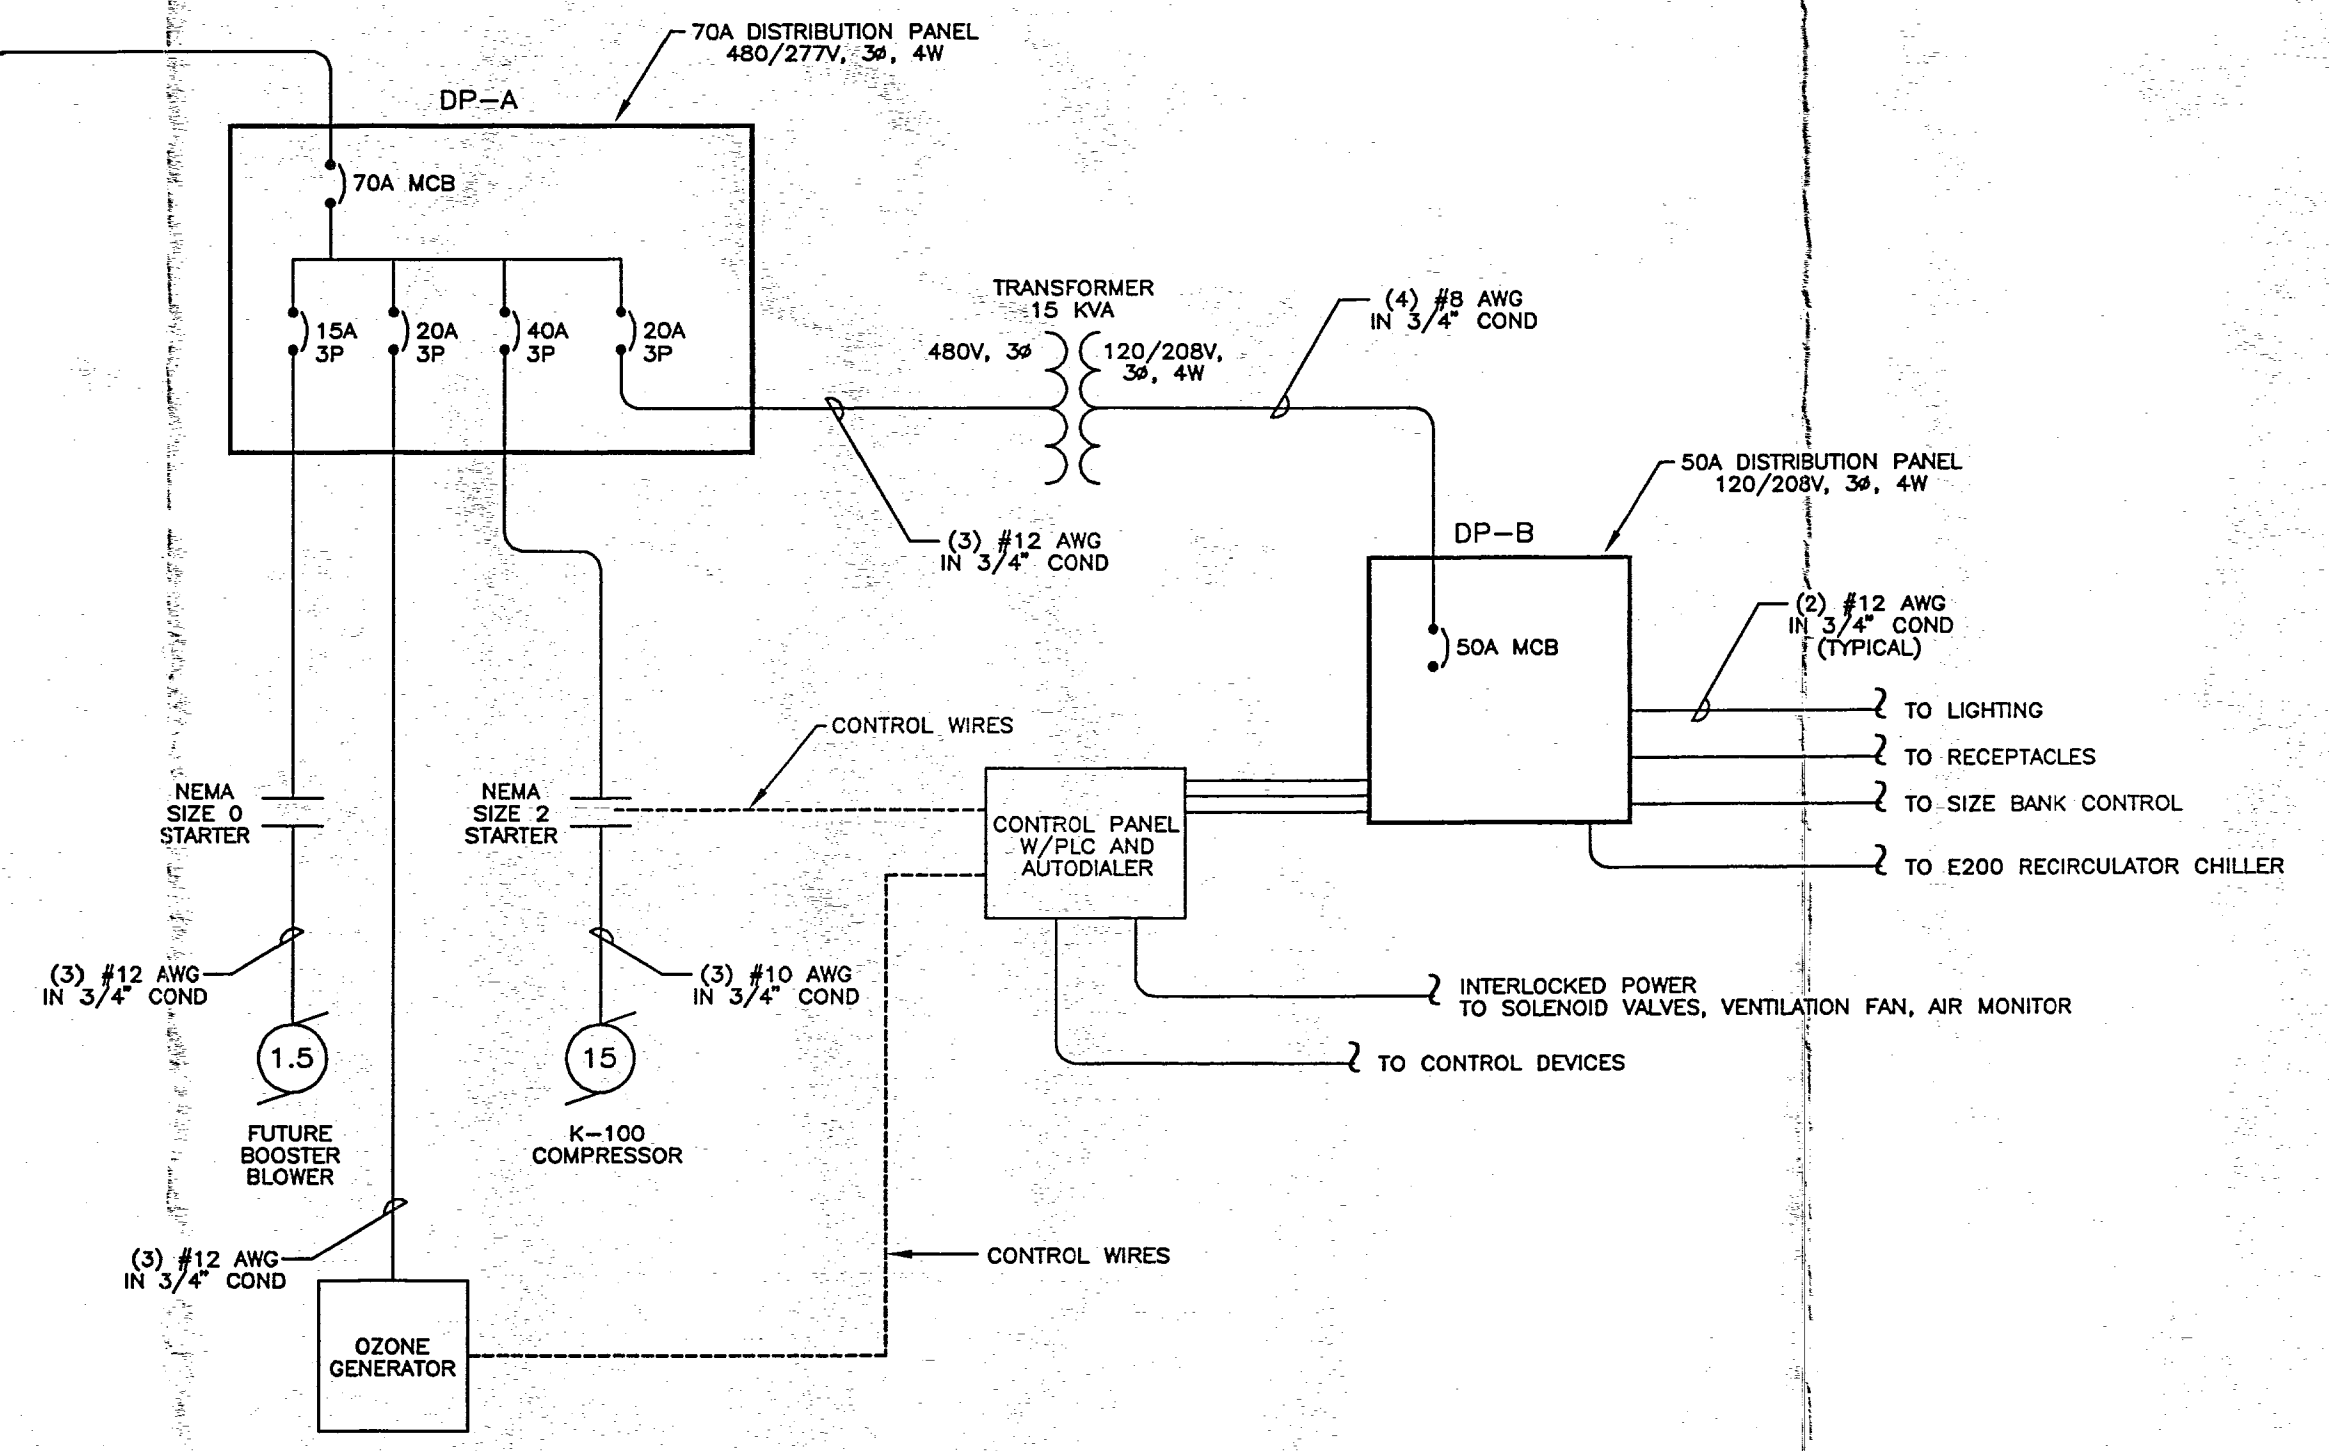 70A DISTRIBUTION PANEL
480/277V, 3ø, 4W
DP-A
70A MCB
15A
3P
20A
3P
40A
3P
20A
3P
TRANSFORMER
15 KVA
480V, 3ø
120/208V,
3ø, 4W
(4) #8 AWG
IN 3/4" COND
(3) #12 AWG
IN 3/4" COND
50A DISTRIBUTION PANEL
120/208V, 3ø, 4W
DP-B
50A MCB
(2) #12 AWG
IN 3/4" COND
(TYPICAL)
TO LIGHTING
TO RECEPTACLES
TO SIZE BANK CONTROL
TO E200 RECIRCULATOR CHILLER
CONTROL WIRES
NEMA
SIZE 0
STARTER
NEMA
SIZE 2
STARTER
CONTROL PANEL
W/PLC AND
AUTODIALER
(3) #12 AWG
IN 3/4" COND
(3) #10 AWG
IN 3/4" COND
INTERLOCKED POWER
TO SOLENOID VALVES, VENTILATION FAN, AIR MONITOR
TO CONTROL DEVICES
1.5
15
FUTURE
BOOSTER
BLOWER
K-100
COMPRESSOR
(3) #12 AWG
IN 3/4" COND
CONTROL WIRES
OZONE
GENERATOR